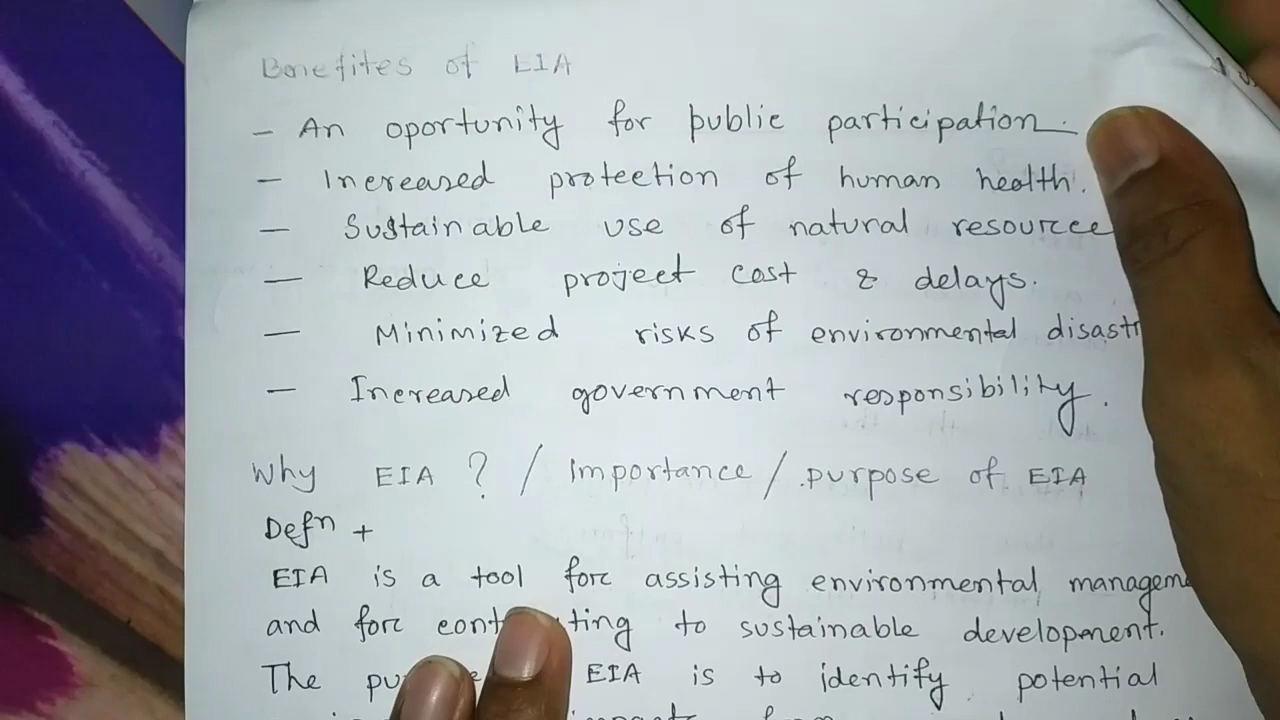 Benefites of EIA
- An oportunity for public participation.
- Increased protection of human health.
- Sustainable use of natural resource
- Reduce project cost & delays.
- Minimized risks of environmental disast
- Increased government responsibility.
Why EIA ? / Importance / purpose of EIA
Defn +
EIA is a tool for assisting environmental managem
and for to sustainable development.
The EIA is to identify potential